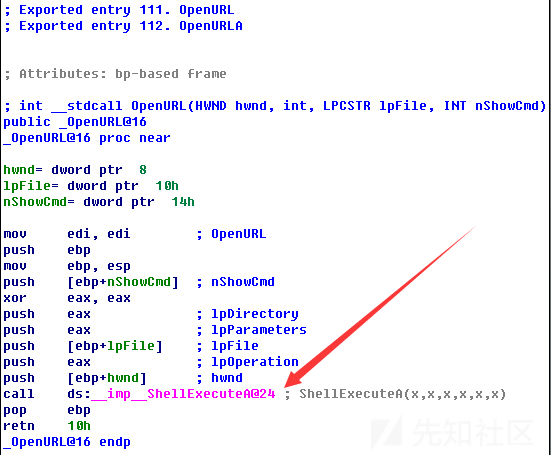 ; Exported entry 111. OpenURL
; Exported entry 112. OpenURLA
; Attributes: bp-based frame
; int __stdcall OpenURL(HWND hwnd, int, LPCSTR lpFile, INT nShowCmd)
public _OpenURL@16
_OpenURL@16 proc near
hwnd= dword ptr  8
lpFile= dword ptr  10h
nShowCmd= dword ptr  14h
mov     edi, edi        ; OpenURL
push    ebp
mov     ebp, esp
push    [ebp+nShowCmd]  ; nShowCmd
xor     eax, eax
push    eax             ; lpDirectory
push    eax             ; lpParameters
push    [ebp+lpFile]    ; lpFile
push    eax             ; lpOperation
push    [ebp+hwnd]      ; hwnd
call    ds:__imp__ShellExecuteA@24 ; ShellExecuteA(x,x,x,x,x,x)
pop     ebp
retn    10h
_OpenURL@16 endp
先知社区